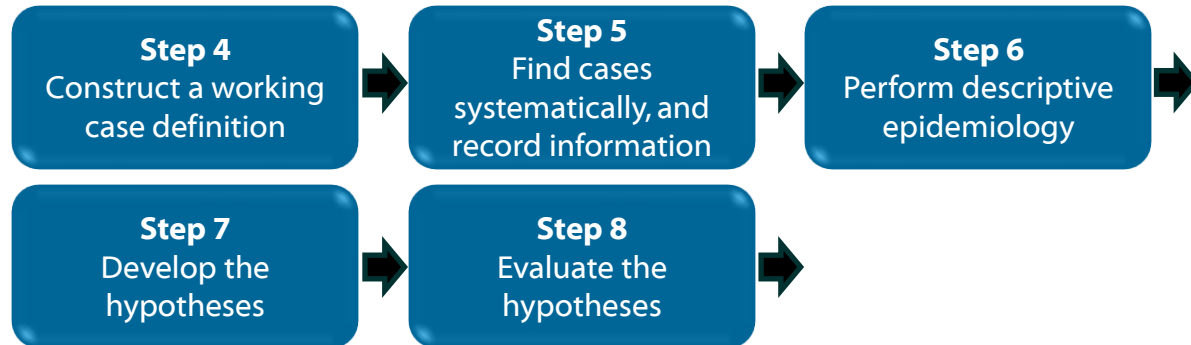 Step 4
Construct a working
case definition
Step 5
Find cases
systematically, and
record information
Step 6
Perform descriptive
epidemiology
Step 7
Develop the
hypotheses
Step 8
Evaluate the
hypotheses